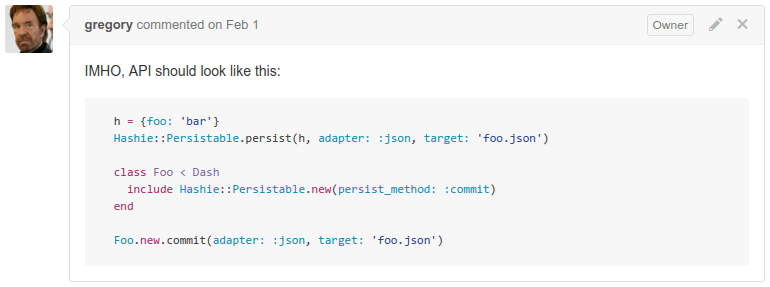 gregory commented on Feb 1
Owner
IMHO, API should look like this:
h = {foo: 'bar'}
Hashie::Persistable.persist(h, adapter: :json, target: 'foo.json')
class Foo < Dash
  include Hashie::Persistable.new(persist_method: :commit)
end
Foo.new.commit(adapter: :json, target: 'foo.json')